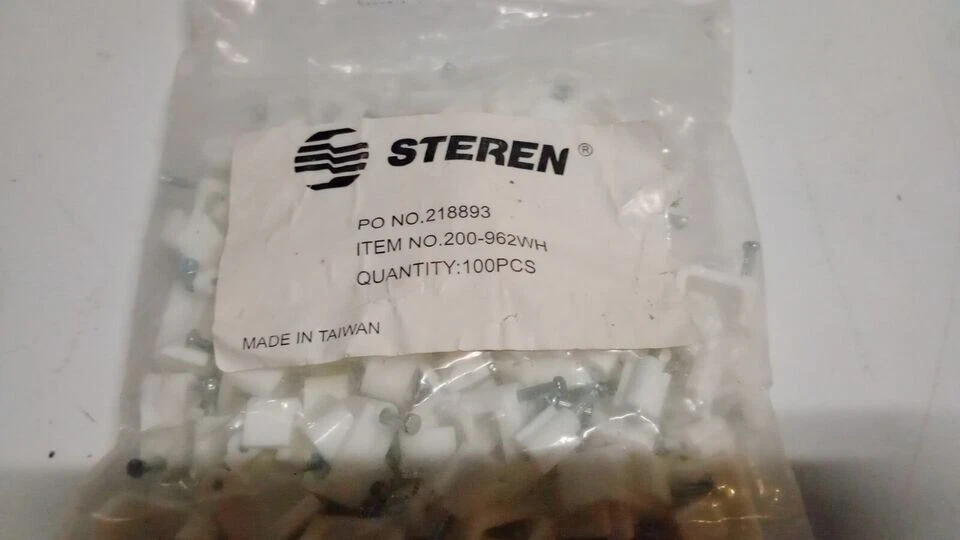 STEREN ®
PO NO.218893
ITEM NO.200-962WH
QUANTITY:100PCS
MADE IN TAIWAN